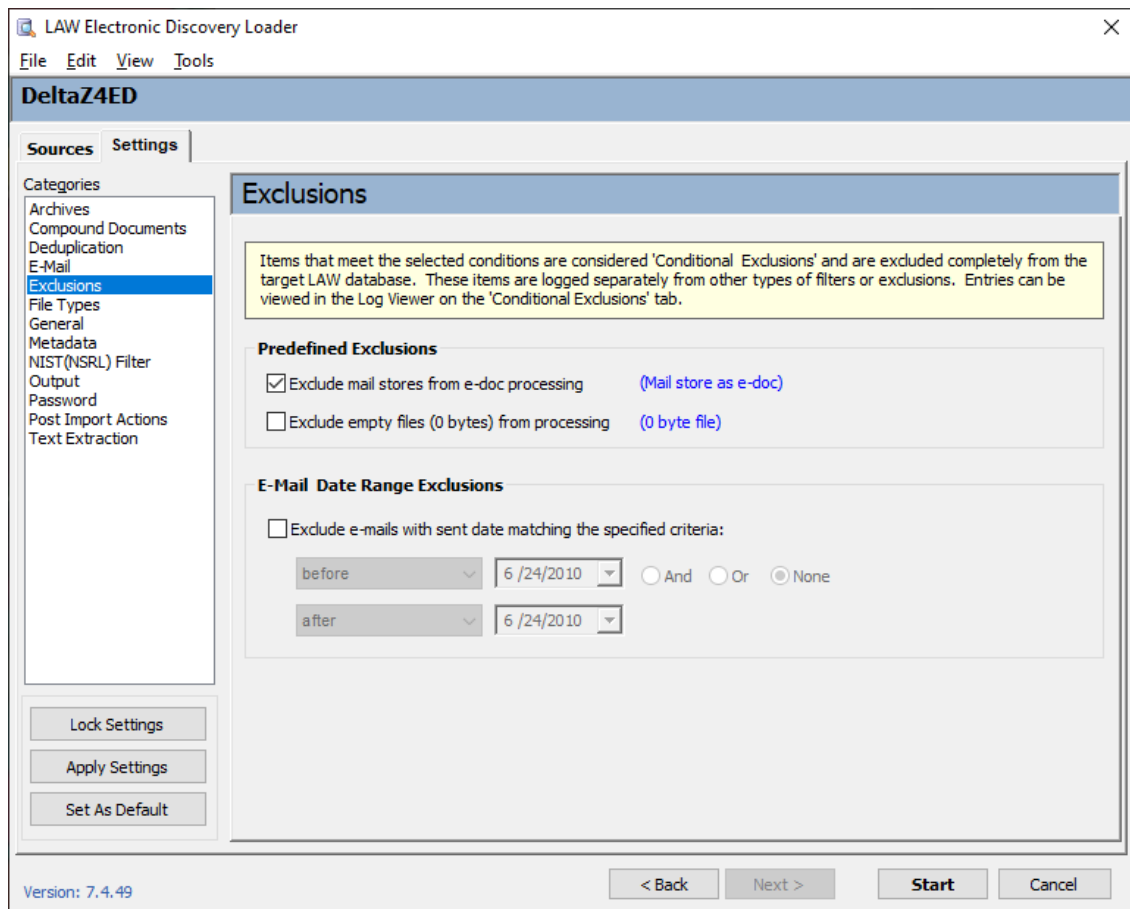 LAW Electronic Discovery Loader
File Edit View Tools
DeltaZ4ED
Sources Settings
Categories
Archives
Compound Documents
Deduplication
E-Mail
Exclusions
File Types
General
Metadata
NIST(NSRL) Filter
Output
Password
Post Import Actions
Text Extraction
Lock Settings
Apply Settings
Set As Default
Exclusions
Items that meet the selected conditions are considered 'Conditional Exclusions' and are excluded completely from the
target LAW database. These items are logged separately from other types of filters or exclusions. Entries can be
viewed in the Log Viewer on the 'Conditional Exclusions' tab.
Predefined Exclusions
Exclude mail stores from e-doc processing (Mail store as e-doc)
Exclude empty files (0 bytes) from processing (0 byte file)
E-Mail Date Range Exclusions
Exclude e-mails with sent date matching the specified criteria:
before 6 /24/2010 And Or None
after 6 /24/2010
Version: 7.4.49
< Back Next > Start Cancel